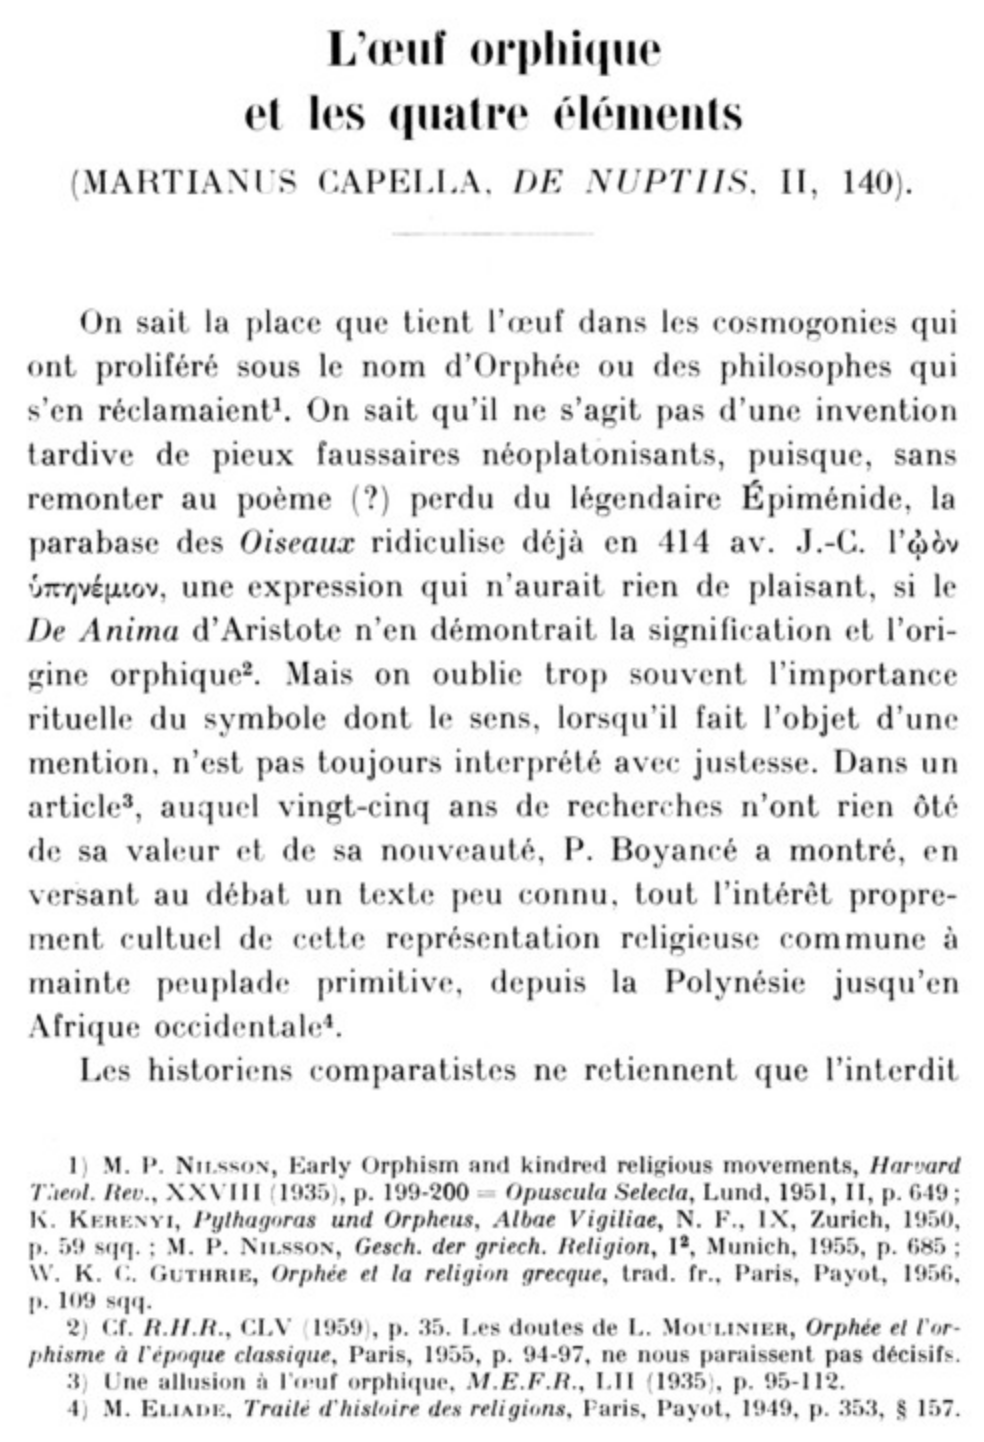 L'œuf orphique
et les quatre éléments
(MARTIANUS CAPELLA, DE NUPTIIS, II, 140).
On sait la place que tient l'œuf dans les cosmogonies qui
ont proliféré sous le nom d'Orphée ou des philosophes qui
s'en réclamaient¹. On sait qu'il ne s'agit pas d'une invention
tardive de pieux faussaires néoplatonisants, puisque, sans
remonter au poème (?) perdu du légendaire Épiménide, la
parabase des Oiseaux ridiculise déjà en 414 av. J.-C. l'ᾠὸν
ὑπηνέμιον, une expression qui n'aurait rien de plaisant, si le
De Anima d'Aristote n'en démontrait la signification et l'ori-
gine orphique². Mais on oublie trop souvent l'importance
rituelle du symbole dont le sens, lorsqu'il fait l'objet d'une
mention, n'est pas toujours interprété avec justesse. Dans un
article³, auquel vingt-cinq ans de recherches n'ont rien ôté
de sa valeur et de sa nouveauté, P. Boyancé a montré, en
versant au débat un texte peu connu, tout l'intérêt propre-
ment cultuel de cette représentation religieuse commune à
mainte peuplade primitive, depuis la Polynésie jusqu'en
Afrique occidentale⁴.
Les historiens comparatistes ne retiennent que l'interdit
1) M. P. NILSSON, Early Orphism and kindred religious movements, Harvard
Theol. Rev., XXVIII (1935), p. 199-200 = Opuscula Selecta, Lund, 1951, II, p. 649 ;
K. KERENYI, Pythagoras und Orpheus, Albae Vigiliae, N. F., IX, Zurich, 1950,
p. 59 sqq. ; M. P. NILSSON, Gesch. der griech. Religion, I², Munich, 1955, p. 685 ;
W. K. C. GUTHRIE, Orphée et la religion grecque, trad. fr., Paris, Payot, 1956,
p. 109 sqq.
2) Cf. R.H.R., CLV (1959), p. 35. Les doutes de L. MOULINIER, Orphée et l'or-
phisme à l'époque classique, Paris, 1955, p. 94-97, ne nous paraissent pas décisifs.
3) Une allusion à l'œuf orphique, M.E.F.R., LII (1935), p. 95-112.
4) M. ELIADE, Traité d'histoire des religions, Paris, Payot, 1949, p. 353, § 157.